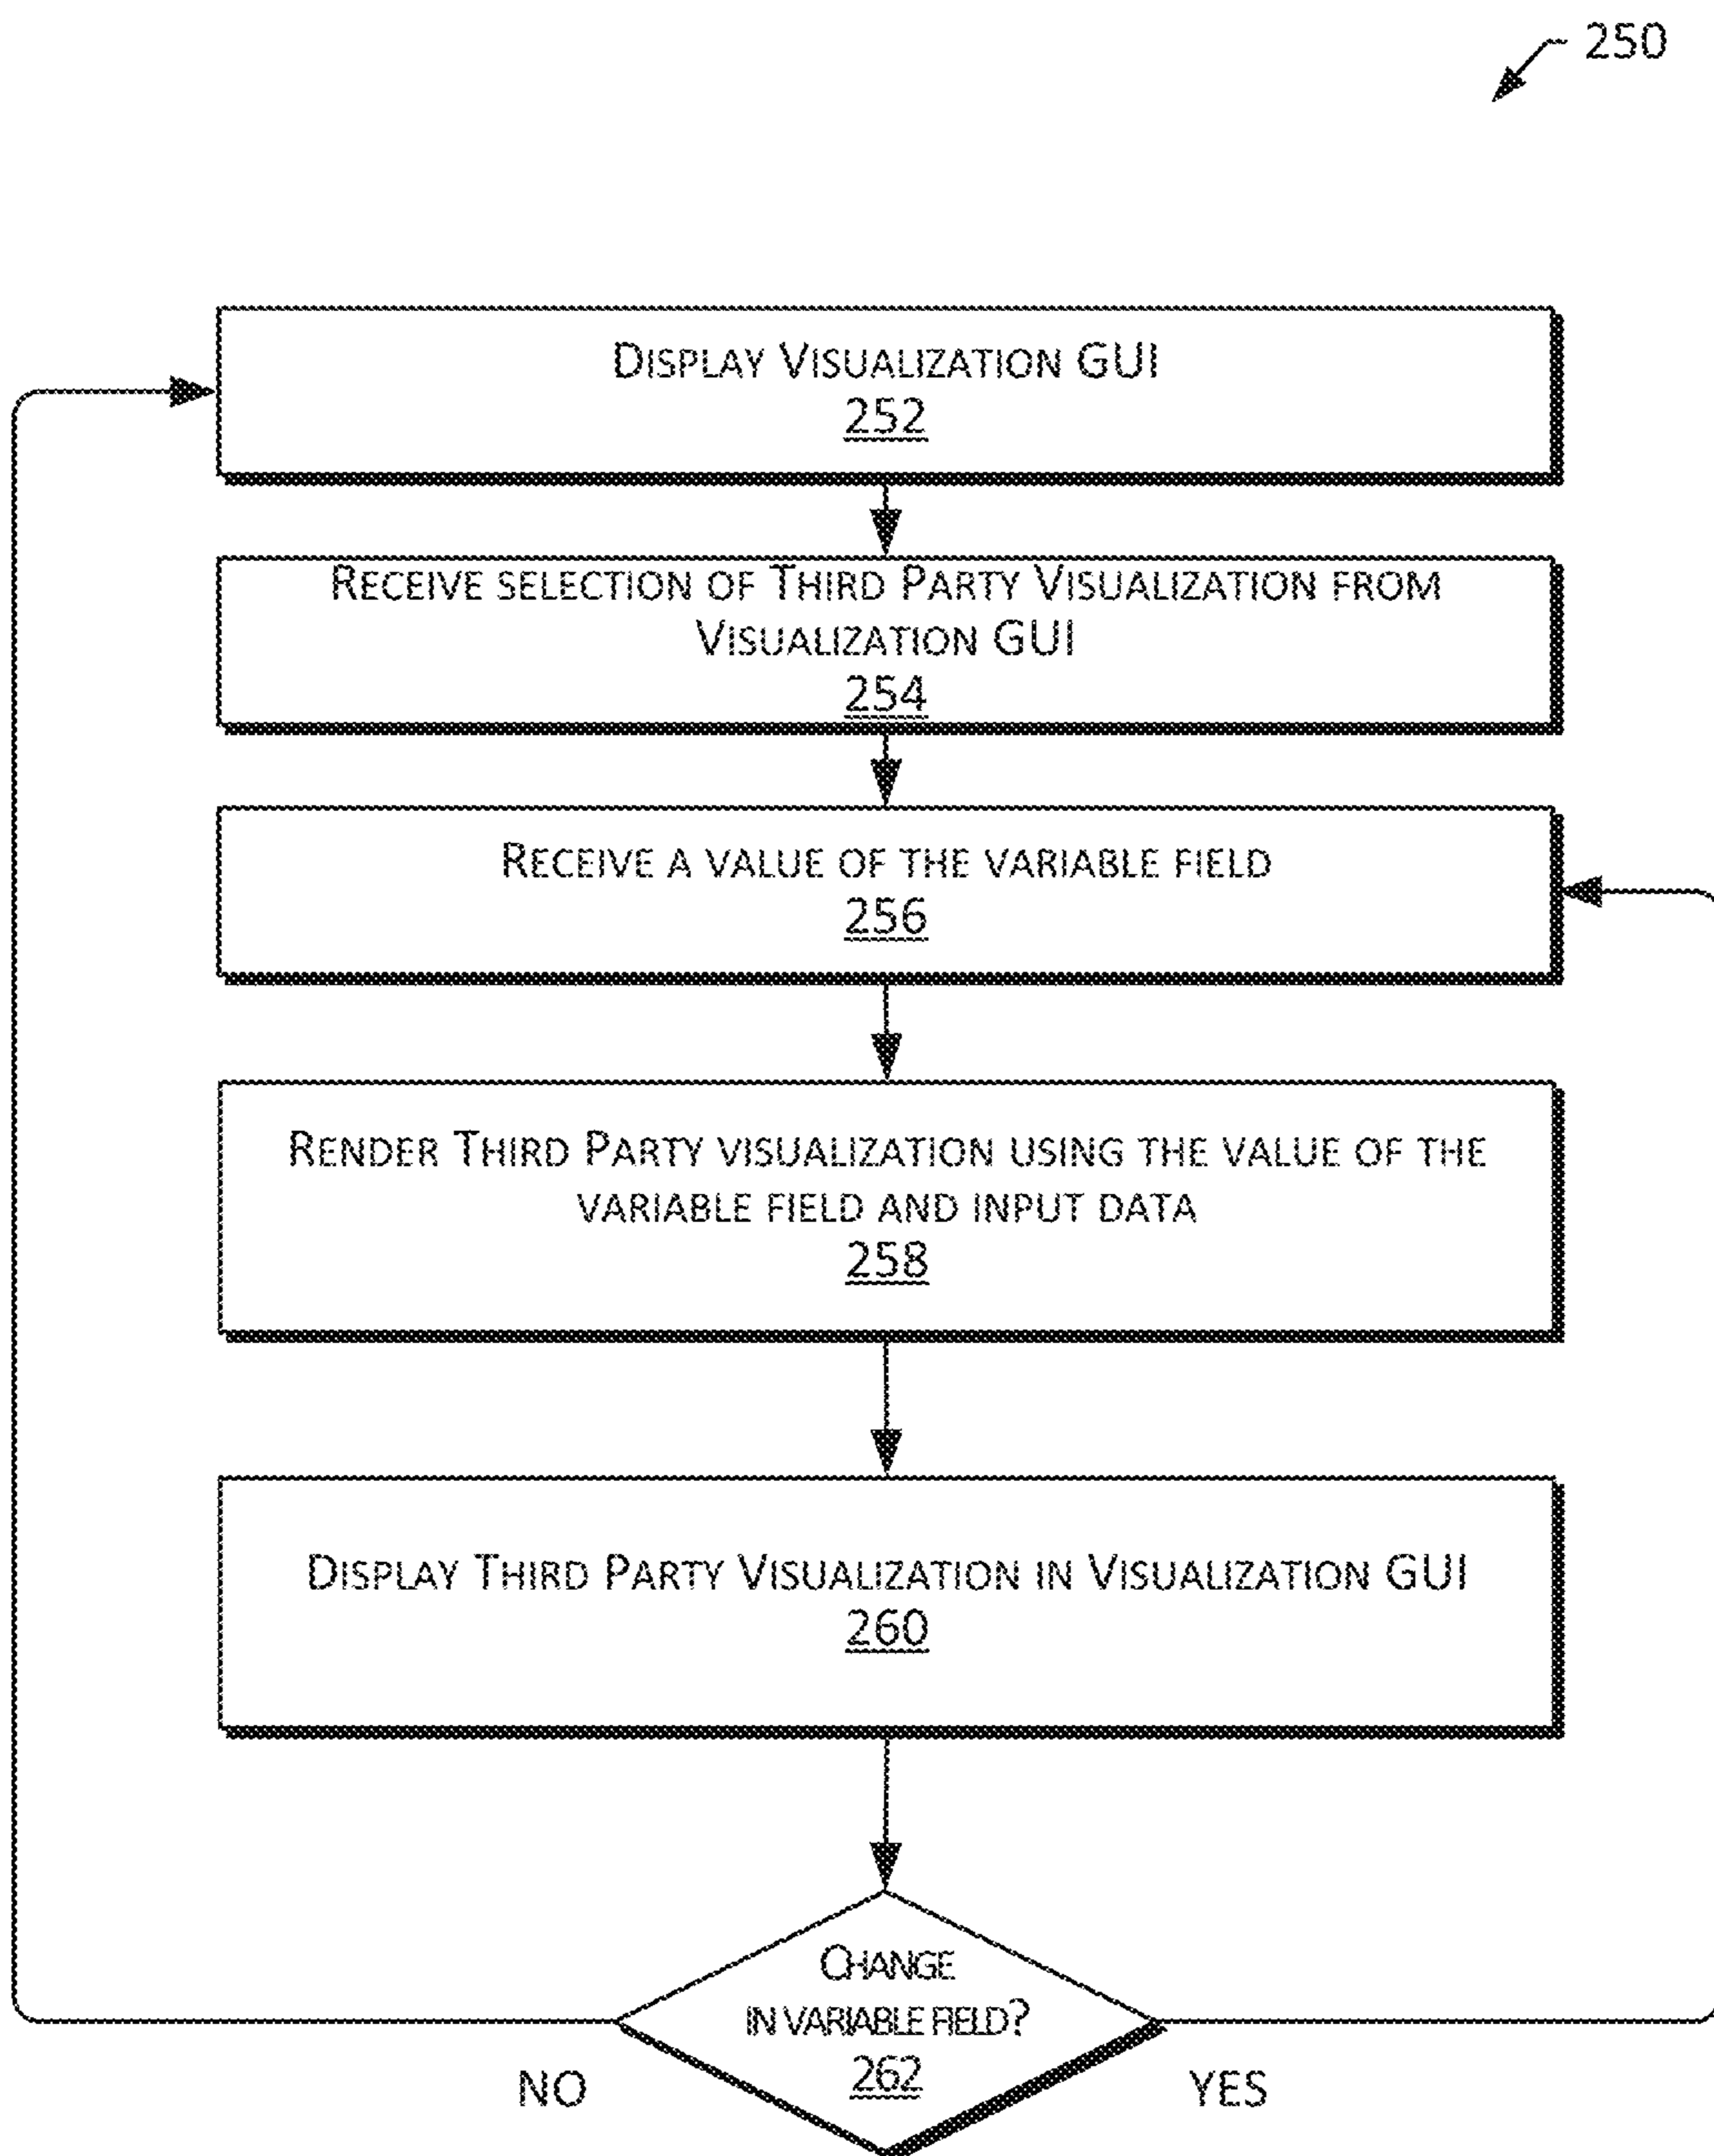 250
Display Visualization GUI
252
Receive selection of Third Party Visualization from
Visualization GUI
254
Receive a value of the variable field
256
Render Third Party visualization using the value of the
variable field and input data
258
Display Third Party Visualization in Visualization GUI
260
Change
in variable field?
262
NO
YES